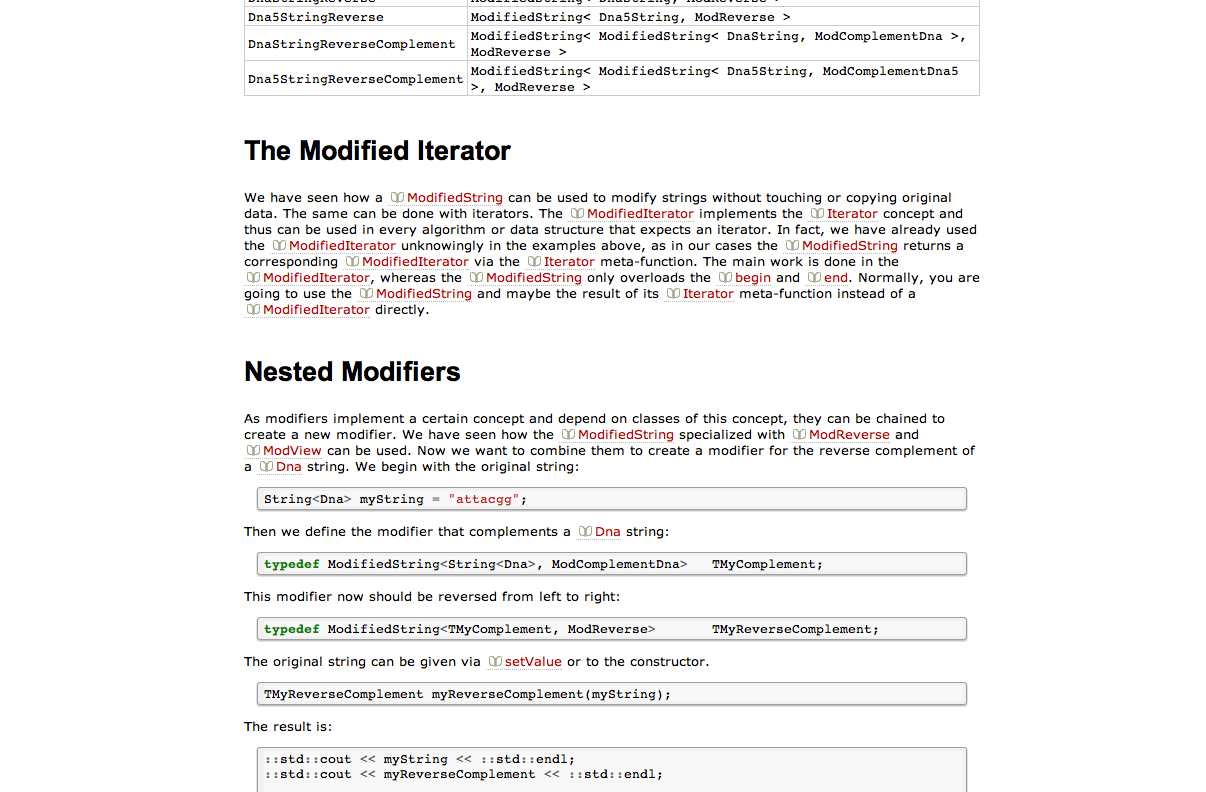 Dna5StringReverse ModifiedString< Dna5String, ModReverse >
DnaStringReverseComplement ModifiedString< ModifiedString< DnaString, ModComplementDna >,
ModReverse >
Dna5StringReverseComplement ModifiedString< ModifiedString< Dna5String, ModComplementDna5
>, ModReverse >
The Modified Iterator
We have seen how a ModifiedString can be used to modify strings without touching or copying original
data. The same can be done with iterators. The ModifiedIterator implements the Iterator concept and
thus can be used in every algorithm or data structure that expects an iterator. In fact, we have already used
the ModifiedIterator unknowingly in the examples above, as in our cases the ModifiedString returns a
corresponding ModifiedIterator via the Iterator meta-function. The main work is done in the
ModifiedIterator, whereas the ModifiedString only overloads the begin and end. Normally, you are
going to use the ModifiedString and maybe the result of its Iterator meta-function instead of a
ModifiedIterator directly.
Nested Modifiers
As modifiers implement a certain concept and depend on classes of this concept, they can be chained to
create a new modifier. We have seen how the ModifiedString specialized with ModReverse and
ModView can be used. Now we want to combine them to create a modifier for the reverse complement of
a Dna string. We begin with the original string:
String<Dna> myString = "attacgg";
Then we define the modifier that complements a Dna string:
typedef ModifiedString<String<Dna>, ModComplementDna> TMyComplement;
This modifier now should be reversed from left to right:
typedef ModifiedString<TMyComplement, ModReverse> TMyReverseComplement;
The original string can be given via setValue or to the constructor.
TMyReverseComplement myReverseComplement(myString);
The result is:
::std::cout << myString << ::std::endl;
::std::cout << myReverseComplement << ::std::endl;